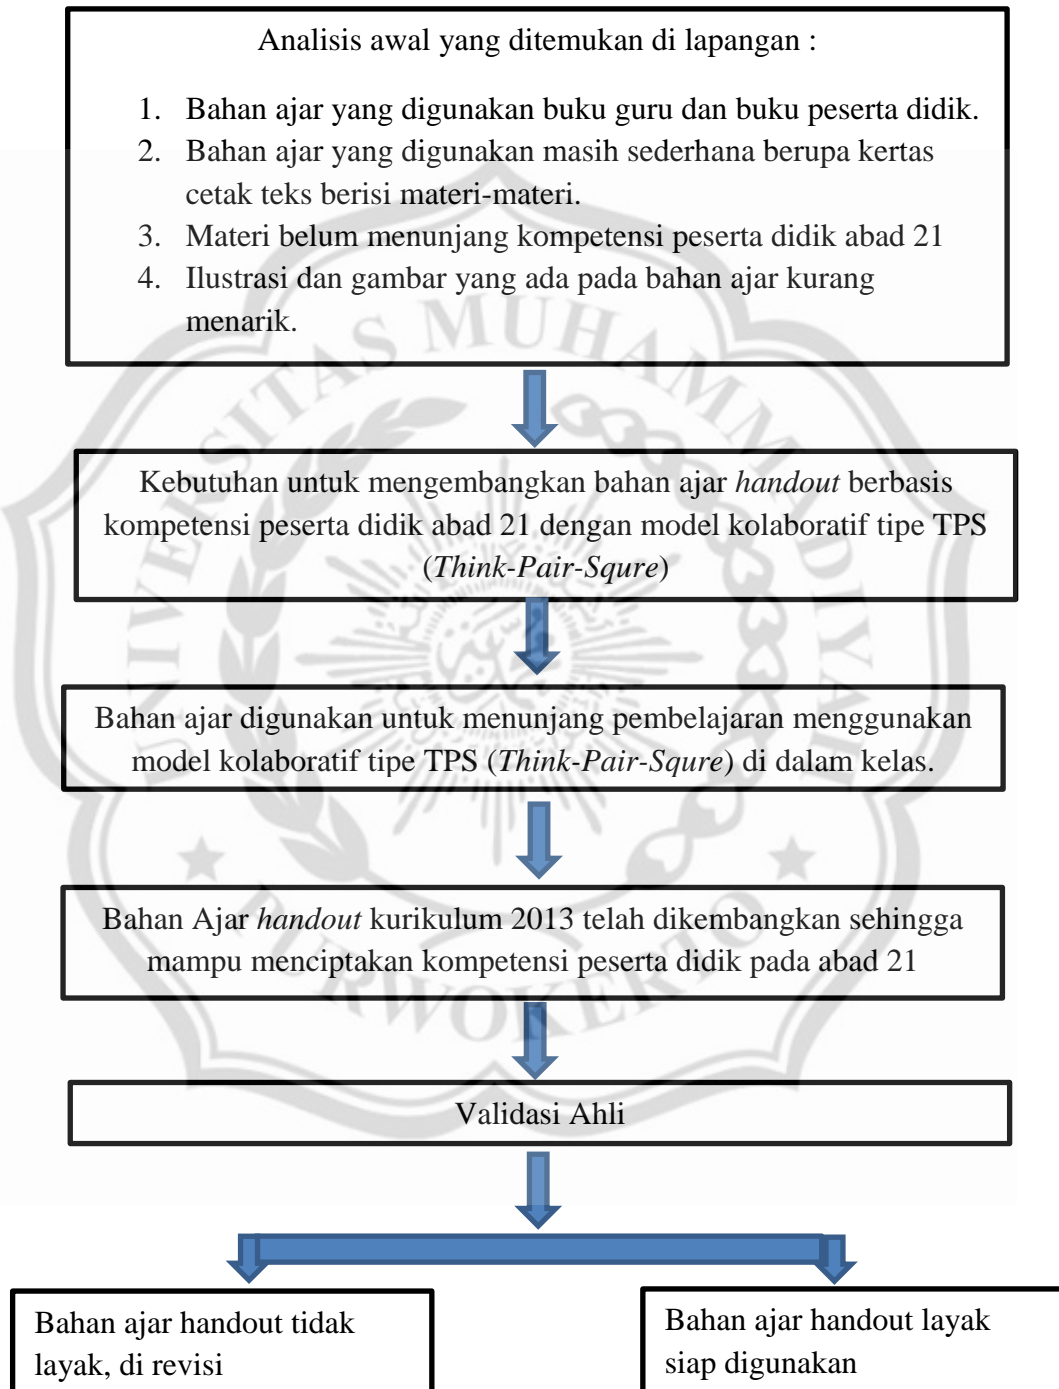 Analisis awal yang ditemukan di lapangan :
1. Bahan ajar yang digunakan buku guru dan buku peserta didik.
2. Bahan ajar yang digunakan masih sederhana berupa kertas
cetak teks berisi materi-materi.
3. Materi belum menunjang kompetensi peserta didik abad 21
4. Ilustrasi dan gambar yang ada pada bahan ajar kurang
menarik.
Kebutuhan untuk mengembangkan bahan ajar handout berbasis
kompetensi peserta didik abad 21 dengan model kolaboratif tipe TPS
(Think-Pair-Squre)
Bahan ajar digunakan untuk menunjang pembelajaran menggunakan
model kolaboratif tipe TPS (Think-Pair-Squre) di dalam kelas.
Bahan Ajar handout kurikulum 2013 telah dikembangkan sehingga
mampu menciptakan kompetensi peserta didik pada abad 21
Validasi Ahli
Bahan ajar handout tidak
layak, di revisi
Bahan ajar handout layak
siap digunakan
UNIVERSITAS MUHAMMADIYAH
PURWOKERTO